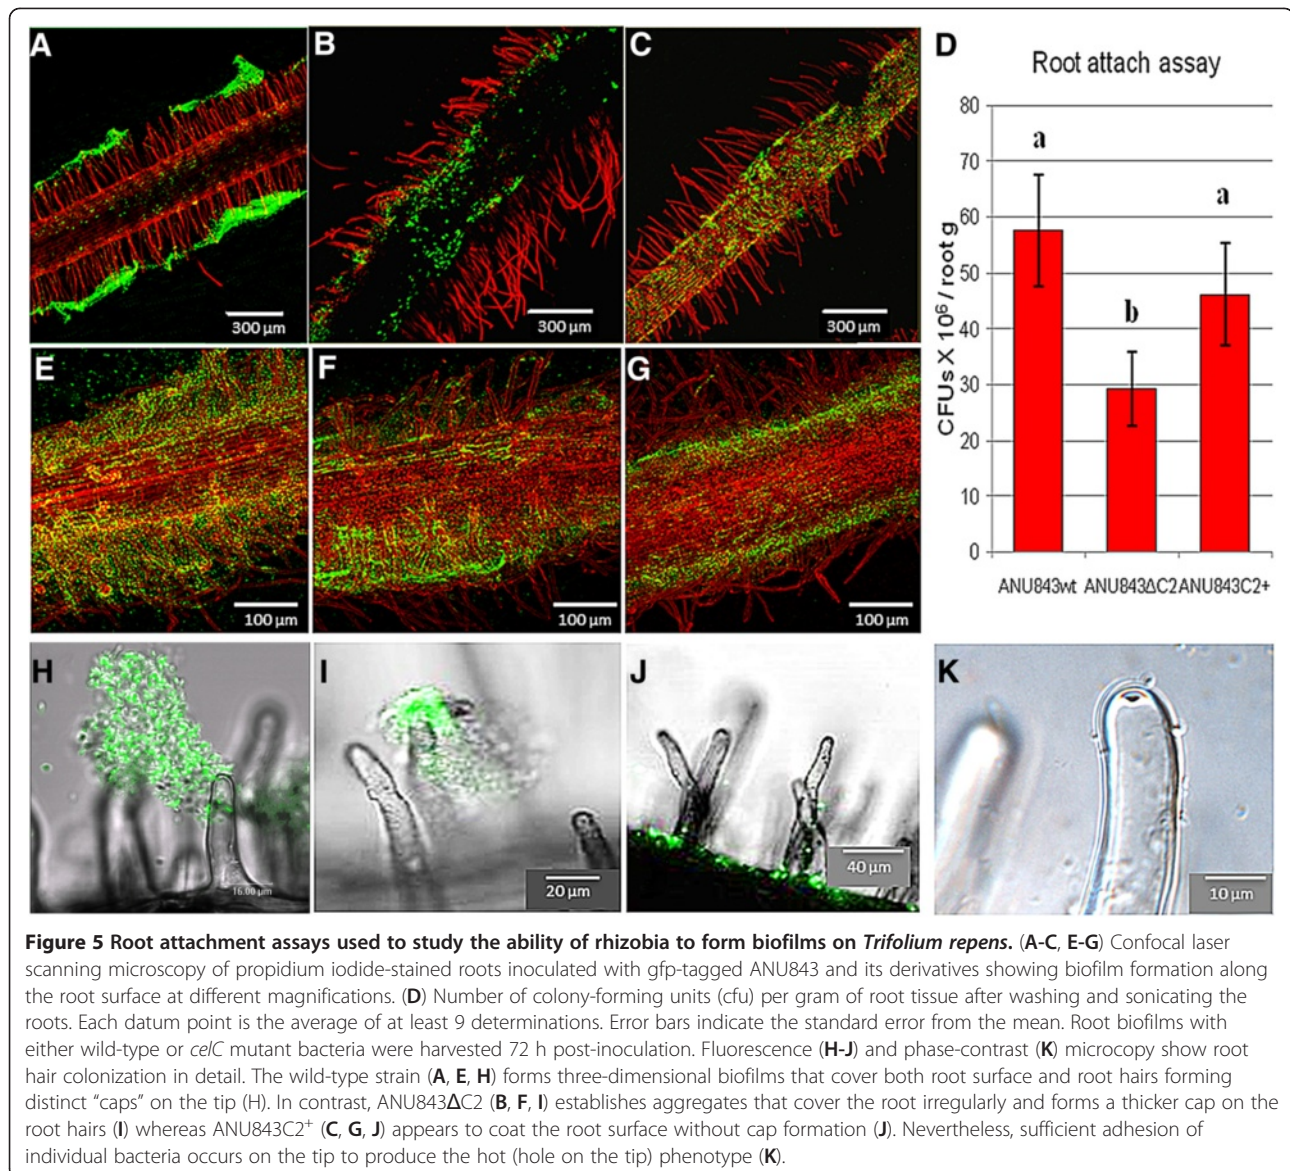 A
B
C
D
Root attach assay
80
70
60
50
40
30
20
10
0
CFUs X 10⁶ / root g
a
b
a
ANU843wt ANU843ΔC2 ANU843C2+
300 µm
300 µm
300 µm
E
F
G
100 µm
100 µm
100 µm
H
I
J
K
16.00 µm
20 µm
40 µm
10 µm
Figure 5 Root attachment assays used to study the ability of rhizobia to form biofilms on Trifolium repens. (A-C, E-G) Confocal laser
scanning microscopy of propidium iodide-stained roots inoculated with gfp-tagged ANU843 and its derivatives showing biofilm formation along
the root surface at different magnifications. (D) Number of colony-forming units (cfu) per gram of root tissue after washing and sonicating the
roots. Each datum point is the average of at least 9 determinations. Error bars indicate the standard error from the mean. Root biofilms with
either wild-type or celC mutant bacteria were harvested 72 h post-inoculation. Fluorescence (H-J) and phase-contrast (K) microcopy show root
hair colonization in detail. The wild-type strain (A, E, H) forms three-dimensional biofilms that cover both root surface and root hairs forming
distinct "caps" on the tip (H). In contrast, ANU843ΔC2 (B, F, I) establishes aggregates that cover the root irregularly and forms a thicker cap on the
root hairs (I) whereas ANU843C2⁺ (C, G, J) appears to coat the root surface without cap formation (J). Nevertheless, sufficient adhesion of
individual bacteria occurs on the tip to produce the hot (hole on the tip) phenotype (K).